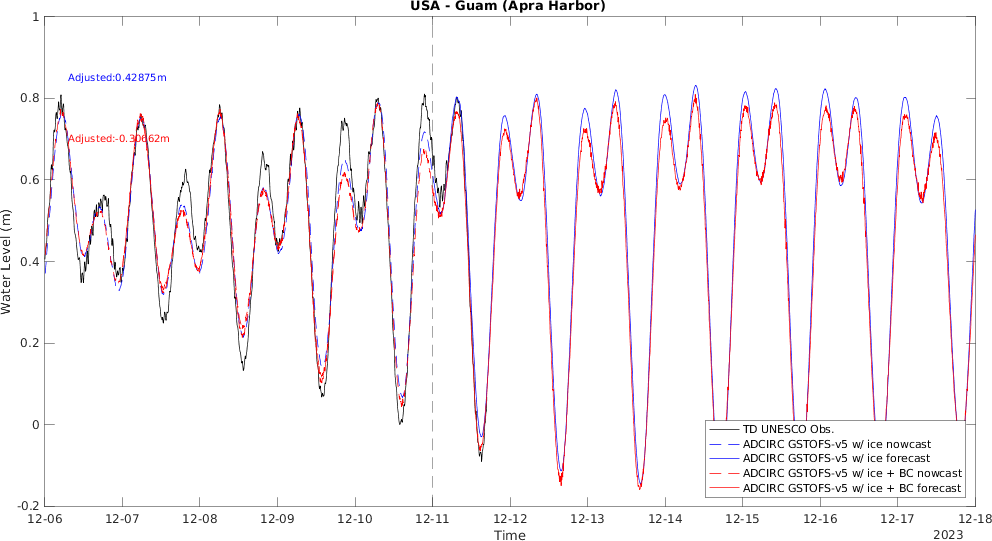 USA - Guam (Apra Harbor)
1
0.8
0.6
0.4
0.2
0
-0.2
Water Level (m)
Adjusted:0.42875m
Adjusted:-0.30662m
TD UNESCO Obs.
ADCIRC GSTOFS-v5 w/ ice nowcast
ADCIRC GSTOFS-v5 w/ ice forecast
ADCIRC GSTOFS-v5 w/ ice + BC nowcast
ADCIRC GSTOFS-v5 w/ ice + BC forecast
12-06 12-07 12-08 12-09 12-10 12-11 12-12 12-13 12-14 12-15 12-16 12-17 12-18
Time
2023